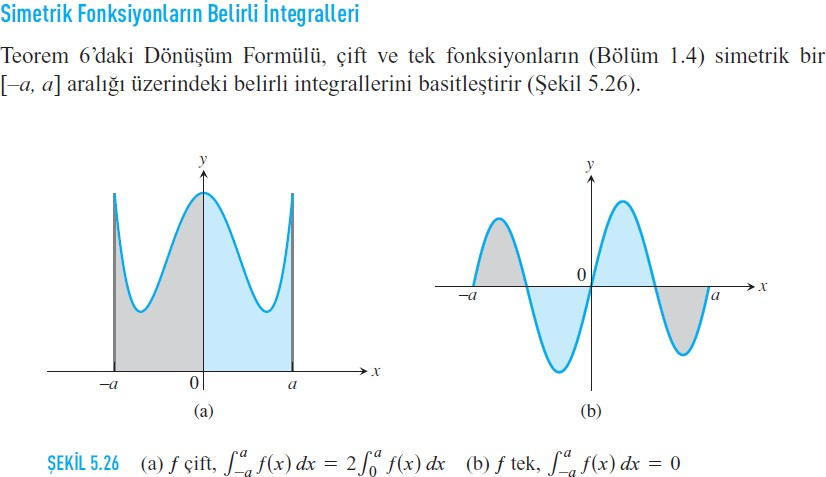 Simetrik Fonksiyonların Belirli İntegralleri
Teorem 6’daki Dönüşüm Formülü, çift ve tek fonksiyonların (Bölüm 1.4) simetrik bir
[–a, a] aralığı üzerindeki belirli integrallerini basitleştirir (Şekil 5.26).
y
x
–a
0
a
(a)
y
0
x
–a
a
(b)
ŞEKİL 5.26 (a) f çift, ∫_{–a}^{a} f(x) dx = 2∫_{0}^{a} f(x) dx (b) f tek, ∫_{–a}^{a} f(x) dx = 0